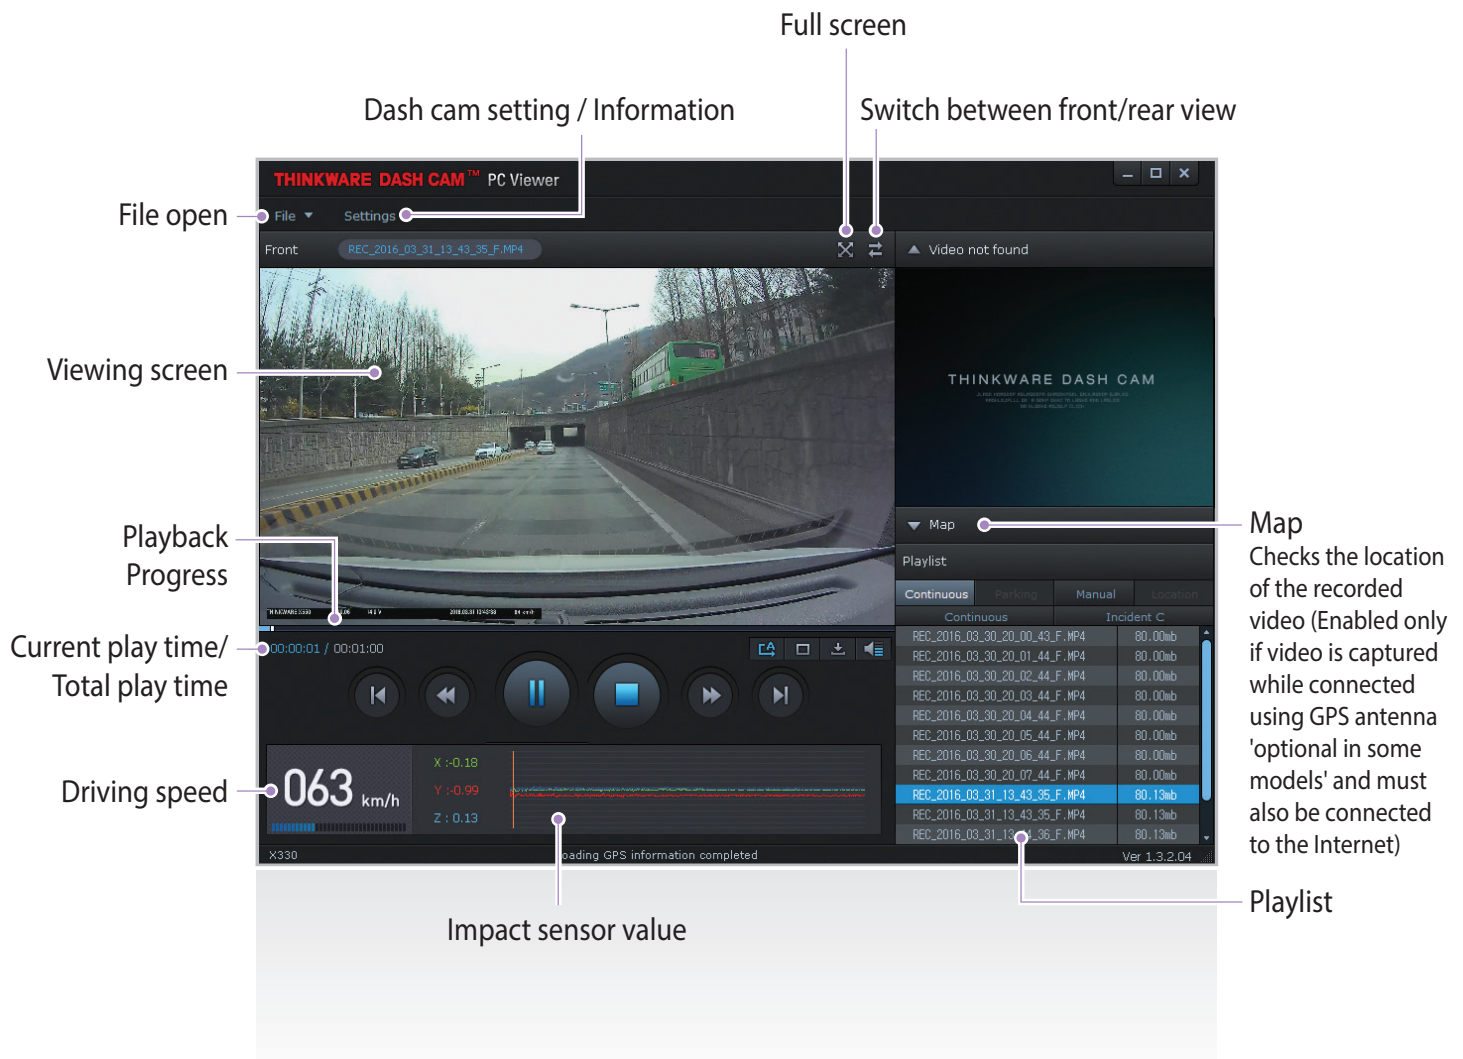 Full screen
Dash cam setting / Information
Switch between front/rear view
THINKWARE DASH CAM™ PC Viewer
File open
File
Settings
Front
REC_2016_03_31_13_43_35_F.MP4
Video not found
Viewing screen
THINKWARE DASH CAM
Playback
Progress
Map
Map
Checks the location
of the recorded
video (Enabled only
if video is captured
while connected
using GPS antenna
'optional in some
models' and must
also be connected
to the Internet)
Playlist
Continuous Parking Manual Location
Continuous Incident C
Current play time/
Total play time
00:00:01 / 00:01:00
REC_2016_03_30_20_00_43_F.MP4 80.00mb
REC_2016_03_30_20_01_44_F.MP4 80.00mb
REC_2016_03_30_20_02_44_F.MP4 80.00mb
REC_2016_03_30_20_03_44_F.MP4 80.00mb
REC_2016_03_30_20_04_44_F.MP4 80.00mb
REC_2016_03_30_20_05_44_F.MP4 80.00mb
REC_2016_03_30_20_06_44_F.MP4 80.00mb
REC_2016_03_30_20_07_44_F.MP4 80.00mb
REC_2016_03_31_13_43_35_F.MP4 80.13mb
REC_2016_03_31_13_43_35_F.MP4 80.13mb
REC_2016_03_31_13_44_36_F.MP4 80.13mb
Driving speed
063 km/h
X :-0.18
Y :-0.99
Z : 0.13
X330
oading GPS information completed
Ver 1.3.2.04
Impact sensor value
Playlist